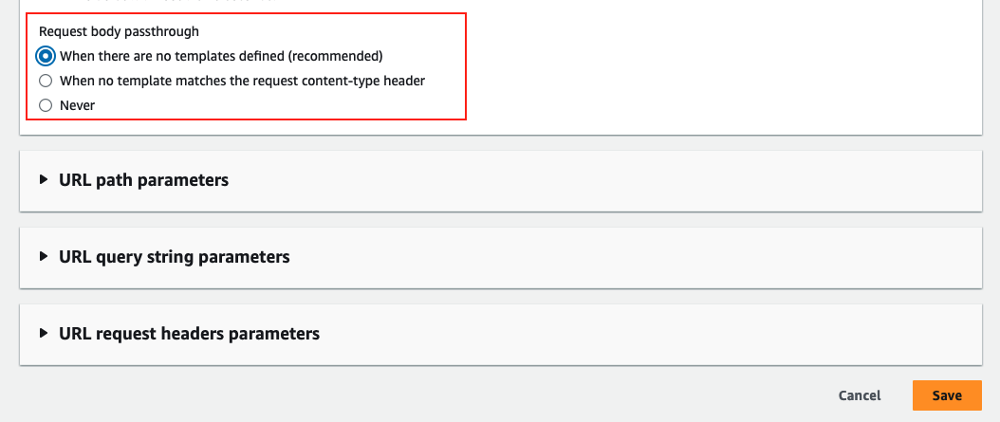 Request body passthrough
When there are no templates defined (recommended)
When no template matches the request content-type header
Never
URL path parameters
URL query string parameters
URL request headers parameters
Cancel
Save